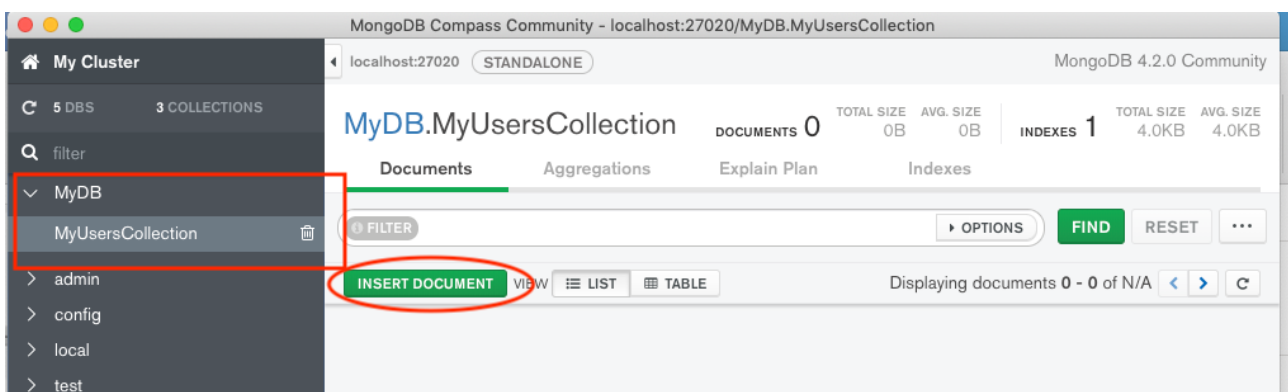 MongoDB Compass Community - localhost:27020/MyDB.MyUsersCollection
My Cluster
5 DBS 3 COLLECTIONS
filter
MyDB
MyUsersCollection
admin
config
local
test
localhost:27020 STANDALONE MongoDB 4.2.0 Community
MyDB.MyUsersCollection DOCUMENTS 0 TOTAL SIZE 0B AVG. SIZE 0B INDEXES 1 TOTAL SIZE 4.0KB AVG. SIZE 4.0KB
Documents Aggregations Explain Plan Indexes
FILTER OPTIONS FIND RESET ...
INSERT DOCUMENT VIEW LIST TABLE Displaying documents 0 - 0 of N/A < > C